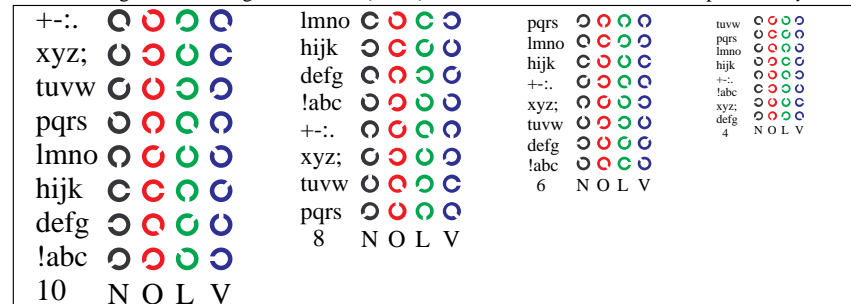 +-:.
xyz;
tuvw
pqrs
lmno
hijk
defg
!abc
10 N O L V
lmno
hijk
defg
!abc
+-:.
xyz;
tuvw
pqrs
8 N O L V
pqrs
lmno
hijk
+-:.
xyz;
tuvw
defg
!abc
6 N O L V
tuvw
pqrs
lmno
hijk
+-:.
!abc
xyz;
defg
4 N O L V